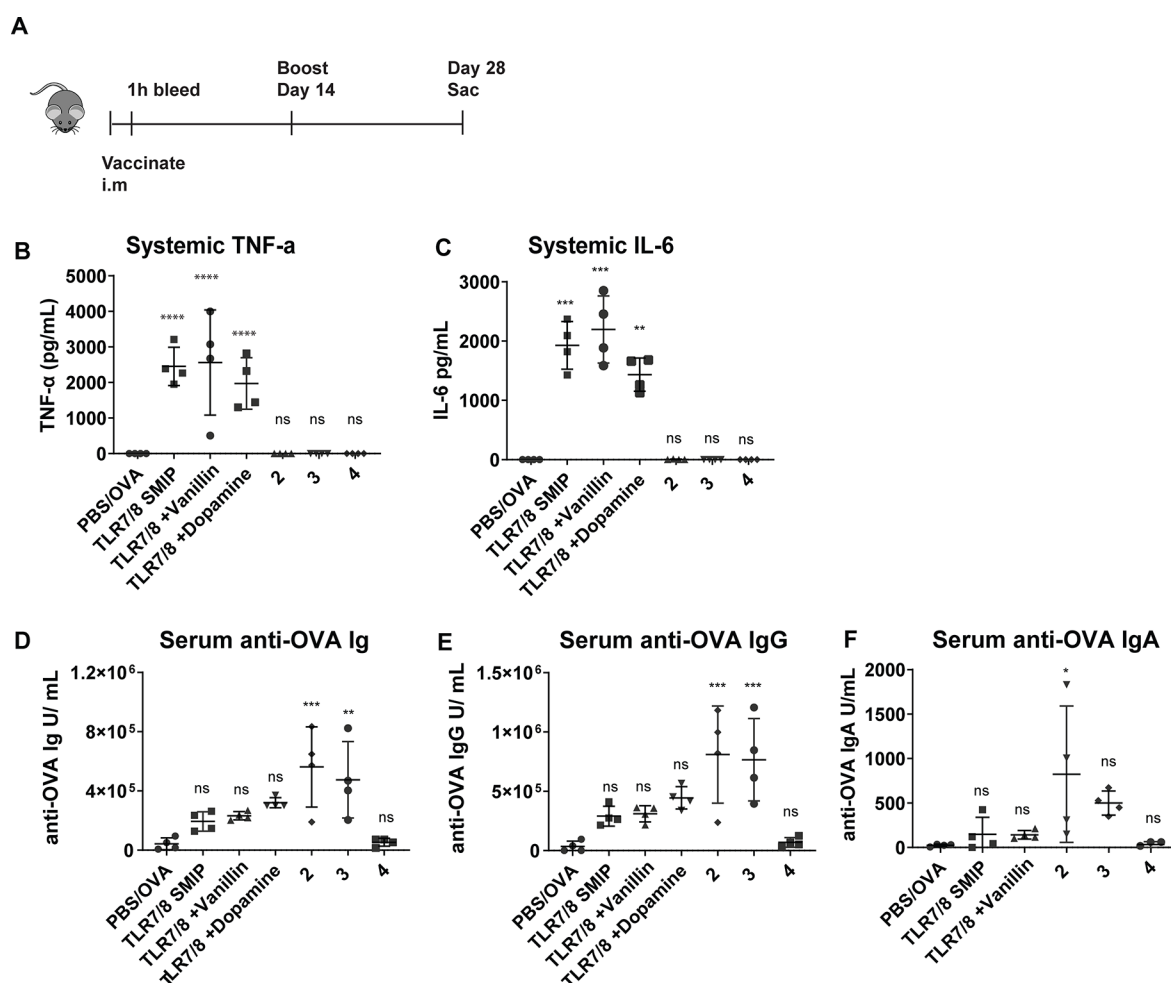 A
1h bleed
Boost
Day 14
Day 28
Sac
Vaccinate
i.m
B
Systemic TNF-a
TNF-α (pg/mL)
5000
4000
3000
2000
1000
0
****
****
****
ns
ns
ns
PBS/OVA
TLR7/8 SMIP
TLR7/8 +Vanillin
TLR7/8 +Dopamine
2
3
4
C
Systemic IL-6
IL-6 pg/mL
3000
2000
1000
0
***
***
**
ns
ns
ns
PBS/OVA
TLR7/8 SMIP
TLR7/8 +Vanillin
TLR7/8 +Dopamine
2
3
4
D
Serum anti-OVA Ig
anti-OVA Ig U/ mL
1.2×10⁶
8×10⁵
4×10⁵
0
ns
ns
ns
***
**
ns
PBS/OVA
TLR7/8 SMIP
TLR7/8 +Vanillin
TLR7/8 +Dopamine
2
3
4
E
Serum anti-OVA IgG
anti-OVA IgG U/ mL
1.5×10⁶
1×10⁶
5×10⁵
0
ns
ns
ns
***
***
ns
PBS/OVA
TLR7/8 SMIP
TLR7/8 +Vanillin
TLR7/8 +Dopamine
2
3
4
F
Serum anti-OVA IgA
anti-OVA IgA U/mL
2000
1500
1000
500
0
ns
ns
*
ns
ns
PBS/OVA
TLR7/8 SMIP
TLR7/8 +Vanillin
2
3
4